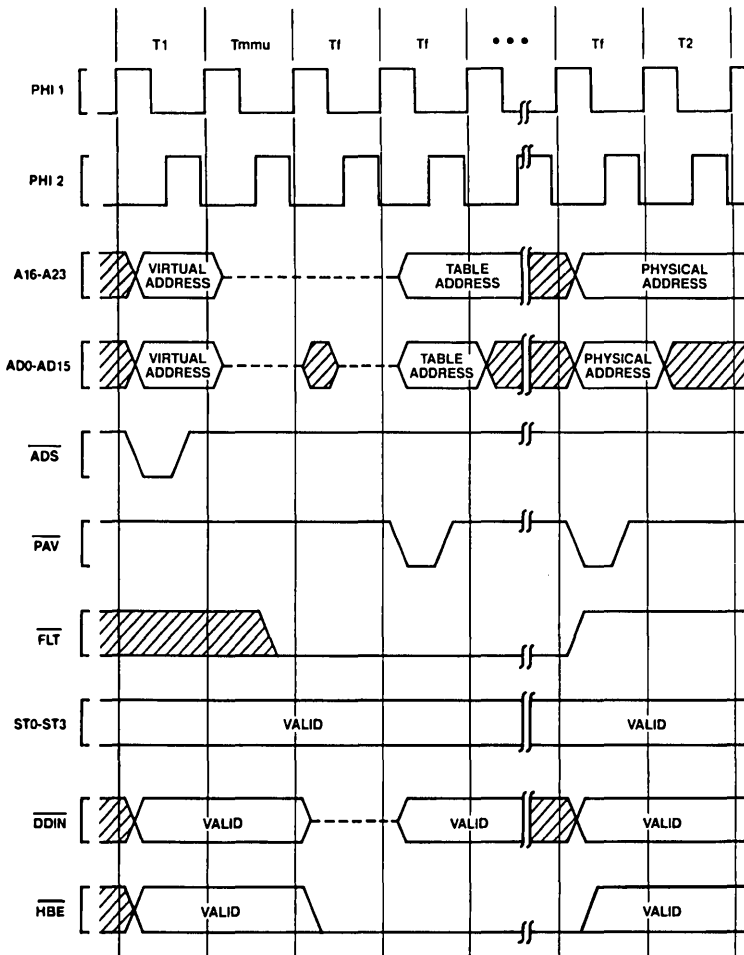 T1 Tmmu Tf Tf • • • Tf T2
PHI 1
PHI 2
A16-A23 VIRTUAL ADDRESS TABLE ADDRESS PHYSICAL ADDRESS
AD0-AD15 VIRTUAL ADDRESS TABLE ADDRESS PHYSICAL ADDRESS
ADS
PAV
FLT
ST0-ST3 VALID VALID
DDIN VALID VALID VALID
HBE VALID VALID